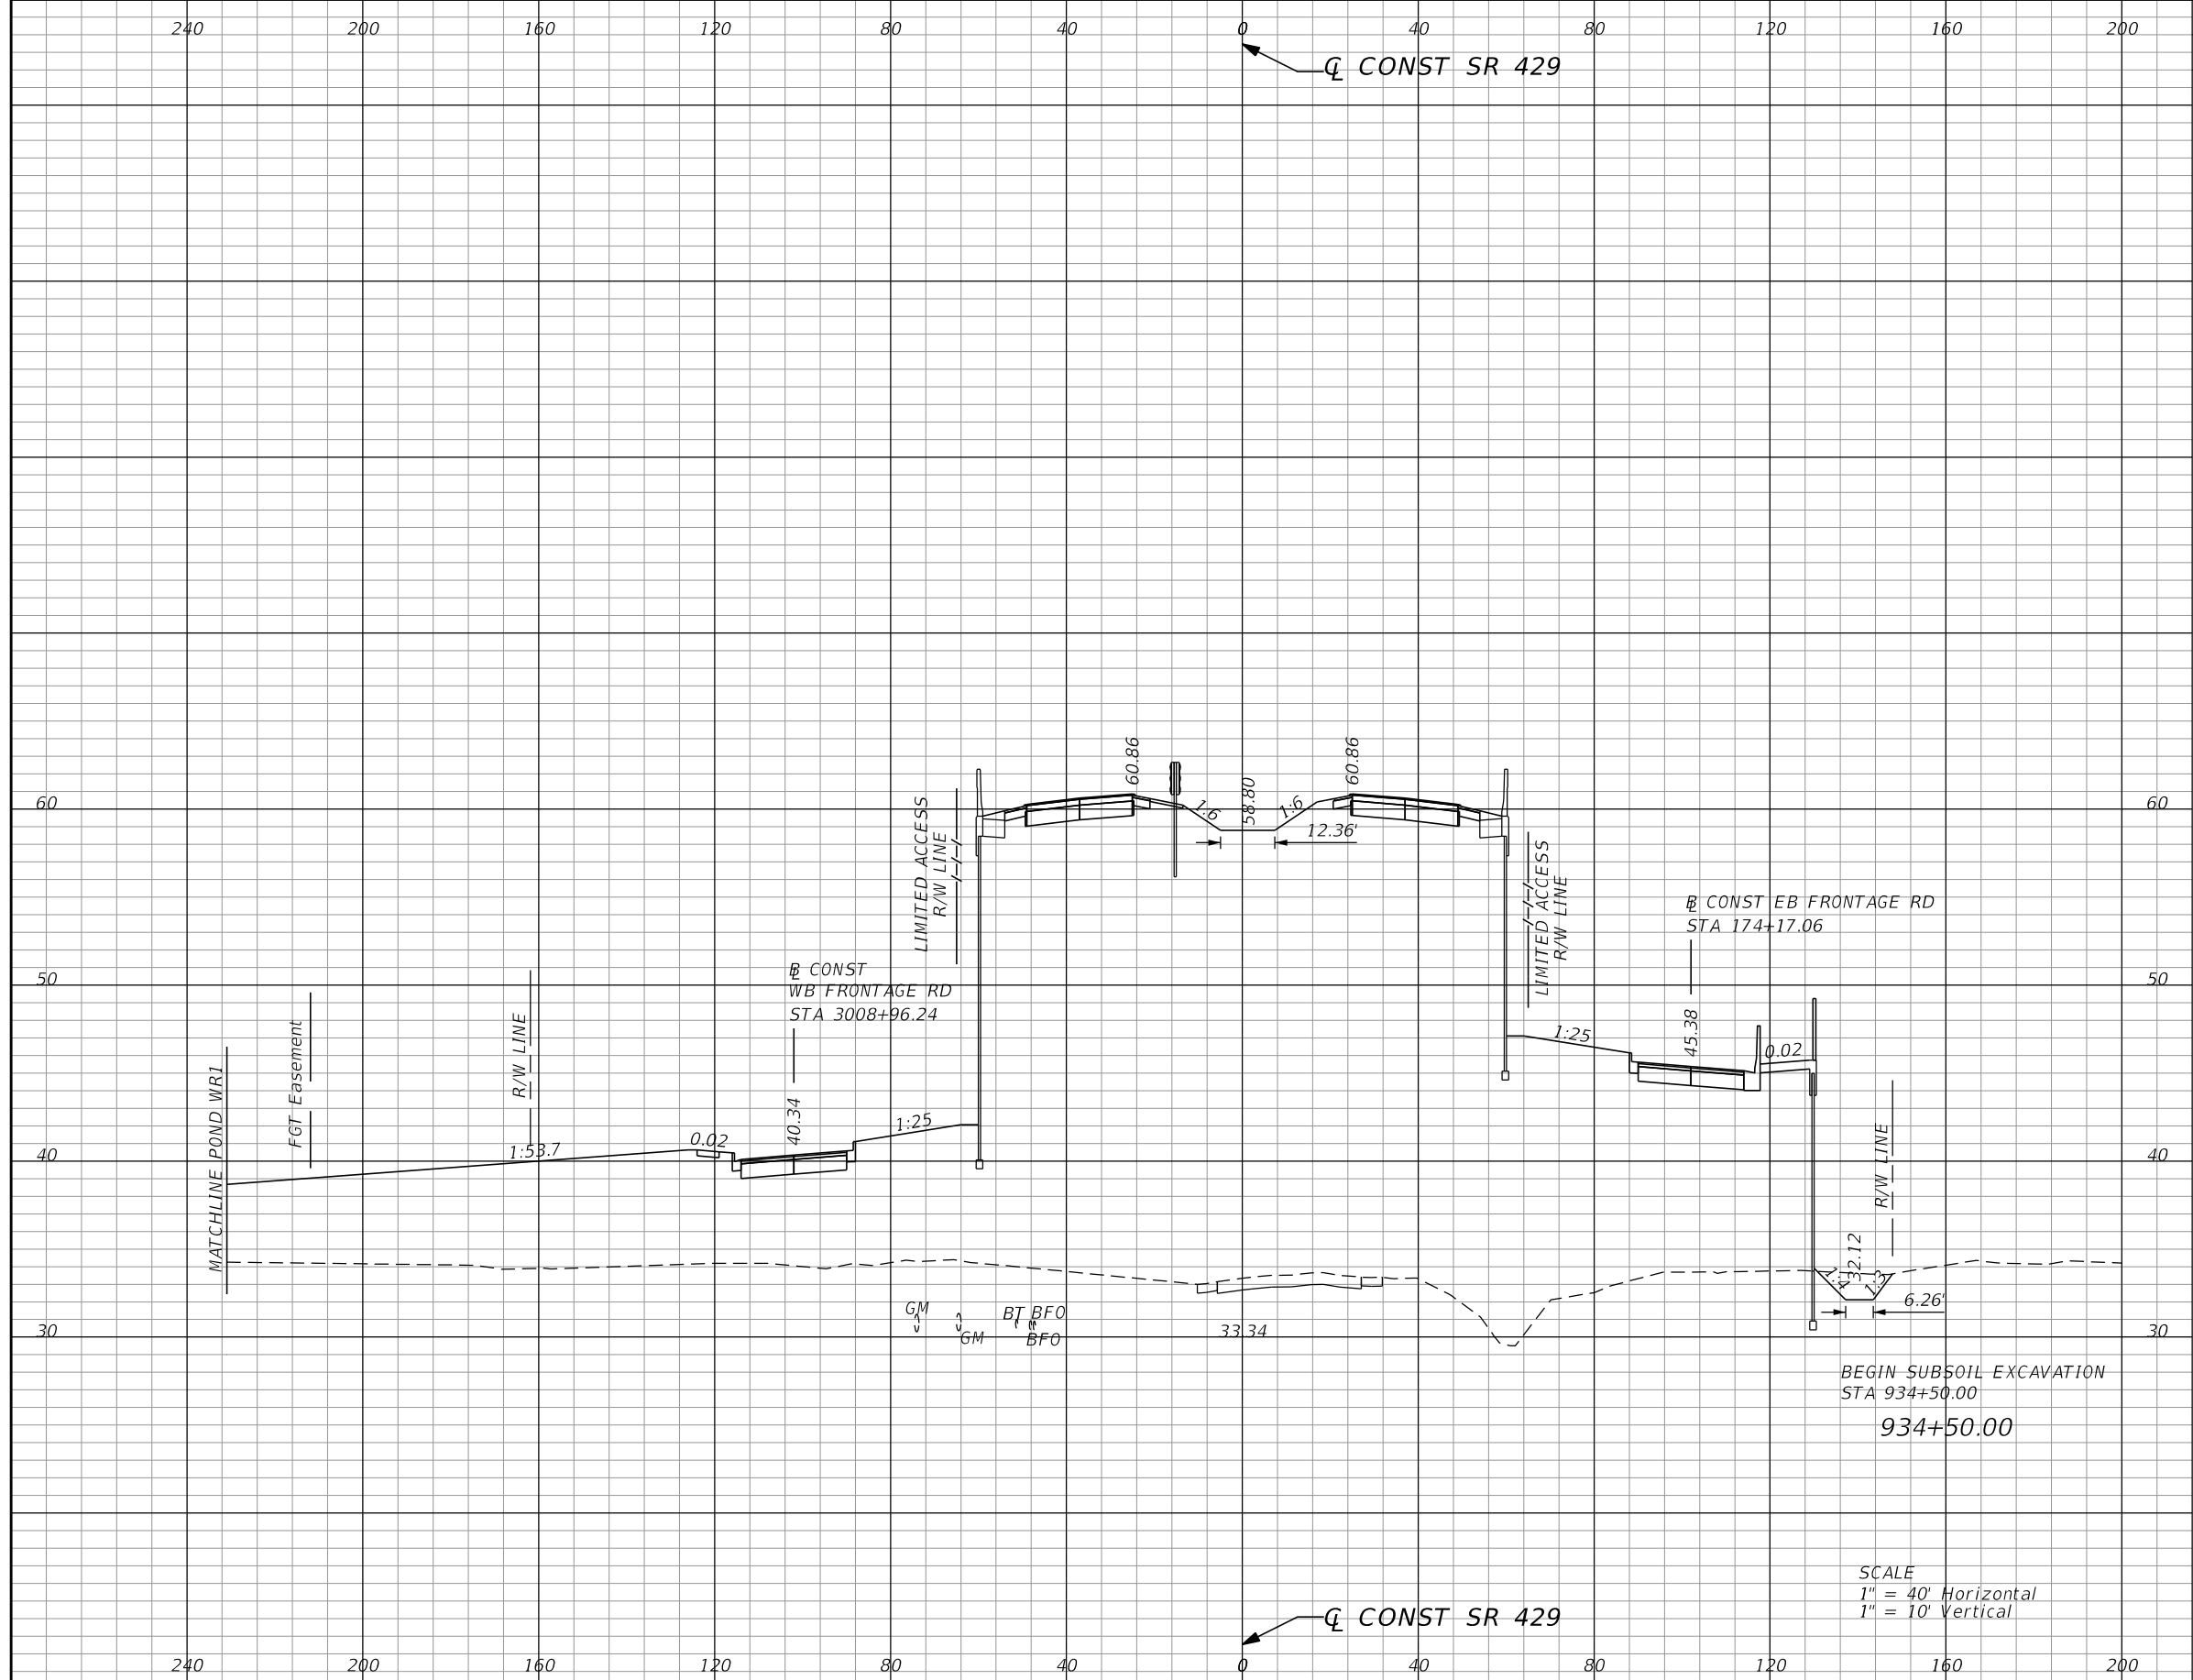 240 200 160 120 80 40 0 40 80 120 160 200
℄ CONST SR 429
60.86
60.86
60
60
1:6
58.80
1:6
12.36'
LIMITED ACCESS
R/W LINE
LIMITED ACCESS
R/W LINE
℄ CONST EB FRONTAGE RD
STA 174+17.06
50
50
B̲L CONST
WB FRONTAGE RD
STA 3008+96.24
MATCHLINE POND WR1
FGT Easement
R/W LINE
1:53.7
0.02
40.34
1:25
1:25
45.38
0.02
40
40
R/W LINE
1:4
32.12
1:3
6.26'
GM
GM
BT BFO
BFO
33.34
30
30
BEGIN SUBSOIL EXCAVATION
STA 934+50.00
934+50.00
SCALE
1" = 40' Horizontal
1" = 10' Vertical
℄ CONST SR 429
240 200 160 120 80 40 0 40 80 120 160 200